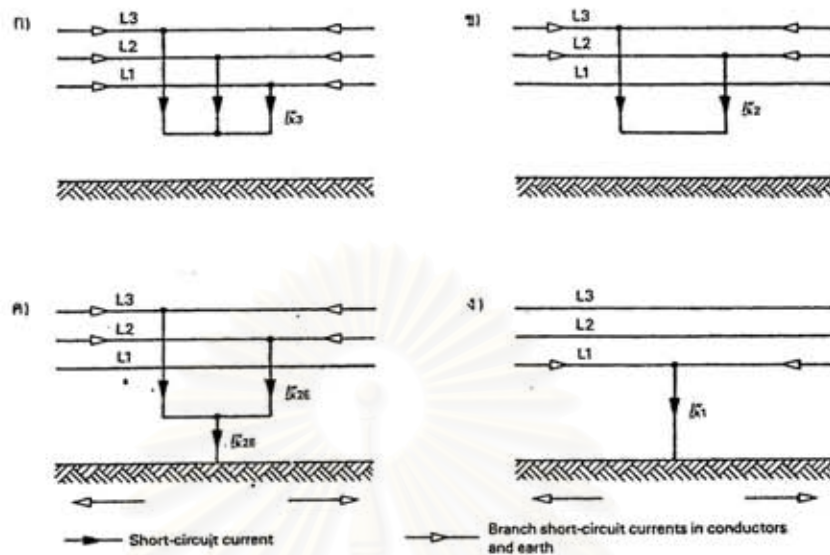 ก)
L3
L2
L1
I"k3
ข)
L3
L2
L1
I"k2
ค)
L3
L2
L1
I"k2E
I"k2E
ง)
L3
L2
L1
I"k1
Short-circuit current
Branch short-circuit currents in conductors
and earth